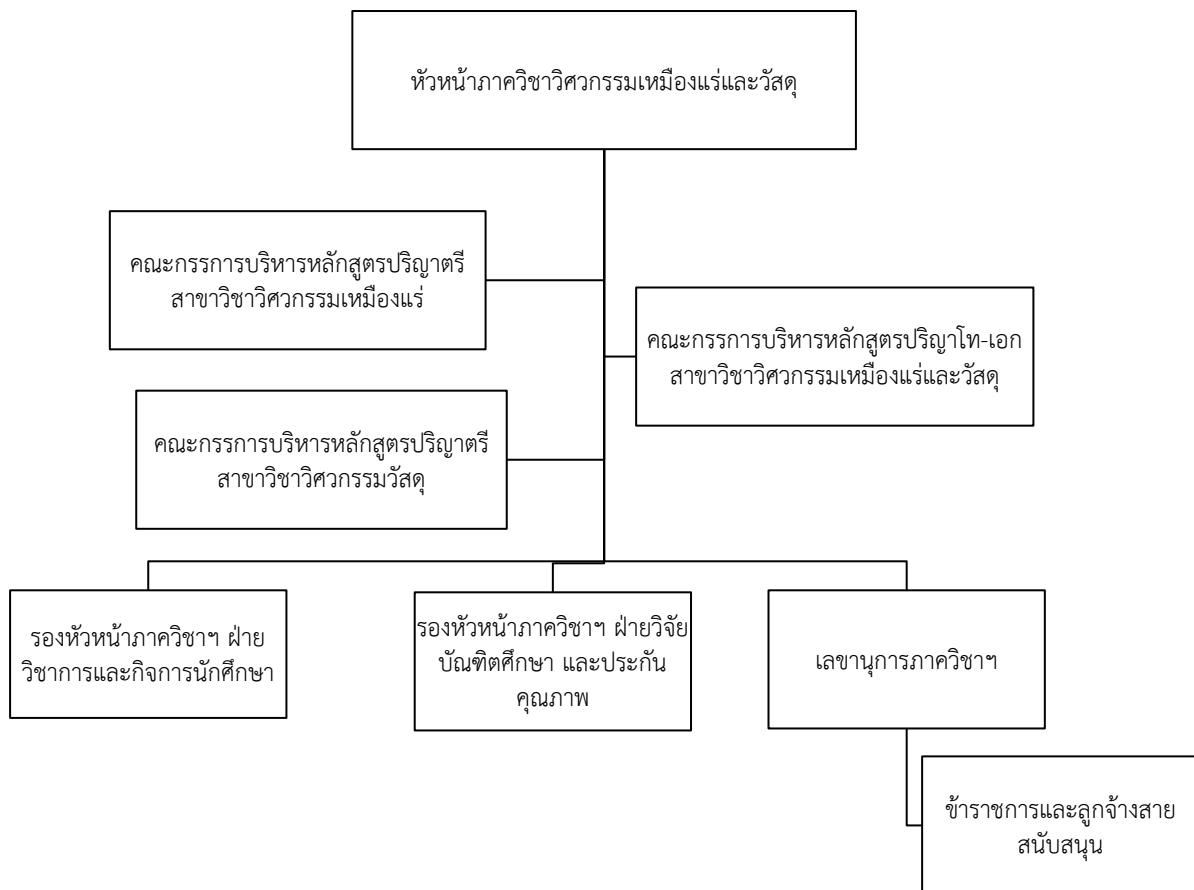 หัวหน้าภาควิชาวิศวกรรมเหมืองแร่และวัสดุ
คณะกรรการบริหารหลักสูตรปริญาตรี
สาขาวิชาวิศวกรรมเหมืองแร่
คณะกรรการบริหารหลักสูตรปริญาโท-เอก
สาขาวิชาวิศวกรรมเหมืองแร่และวัสดุ
คณะกรรการบริหารหลักสูตรปริญาตรี
สาขาวิชาวิศวกรรมวัสดุ
รองหัวหน้าภาควิชาฯ ฝ่าย
วิชาการและกิจการนักศึกษา
รองหัวหน้าภาควิชาฯ ฝ่ายวิจัย
บัณฑิตศึกษา และประกัน
คุณภาพ
เลขานุการภาควิชาฯ
ข้าราชการและลูกจ้างสาย
สนับสนุน